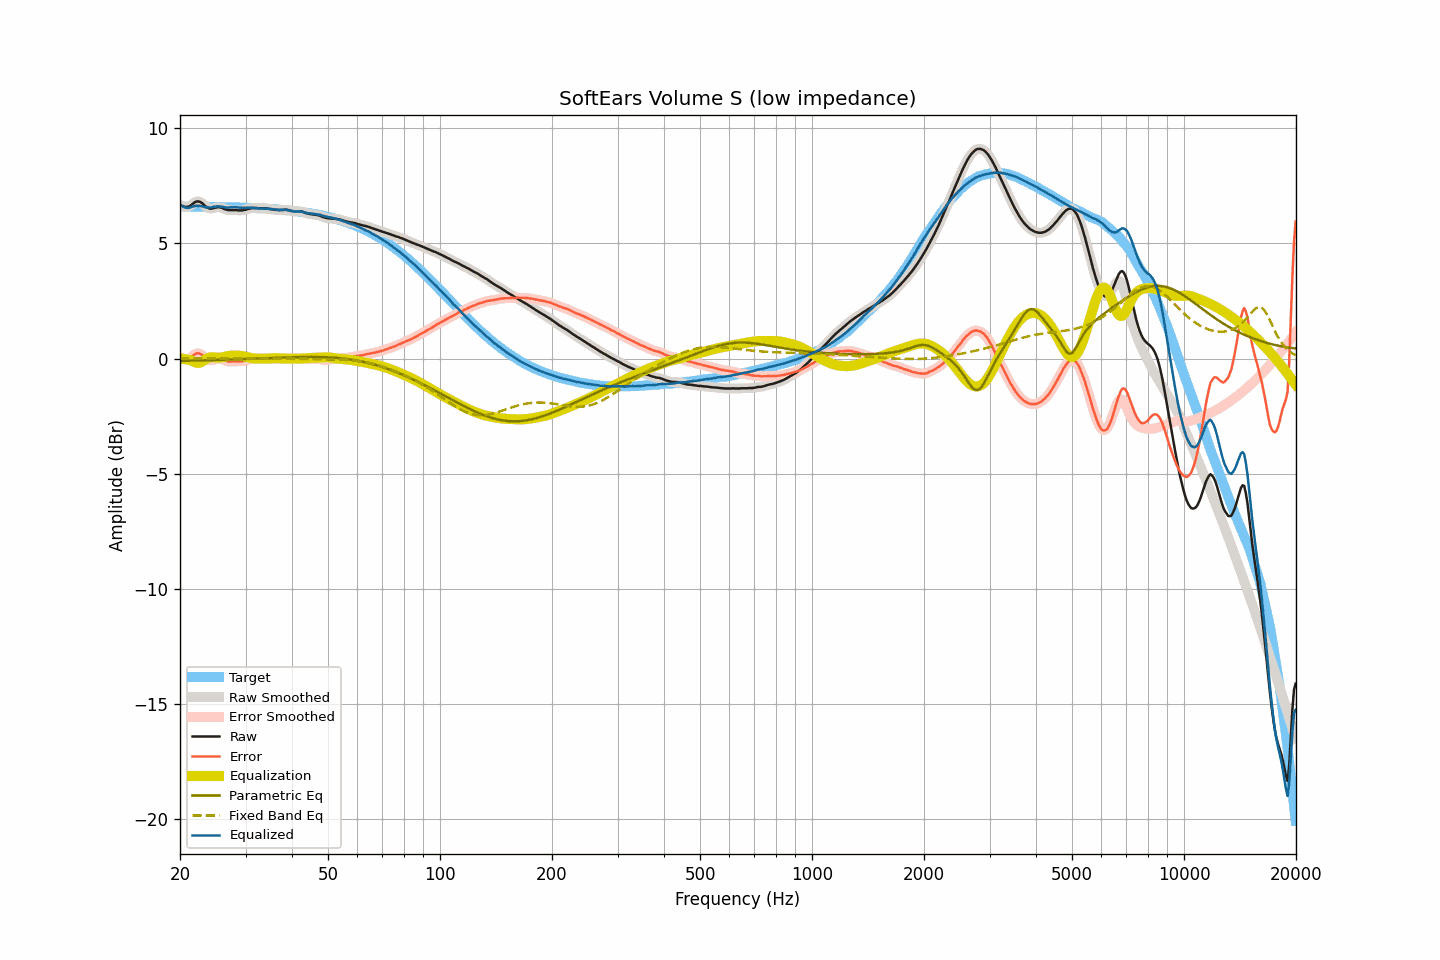 SoftEars Volume S (low impedance)
10
5
0
−5
−10
−15
−20
Amplitude (dBr)
Target
Raw Smoothed
Error Smoothed
Raw
Error
Equalization
Parametric Eq
Fixed Band Eq
Equalized
20 50 100 200 500 1000 2000 5000 10000 20000
Frequency (Hz)